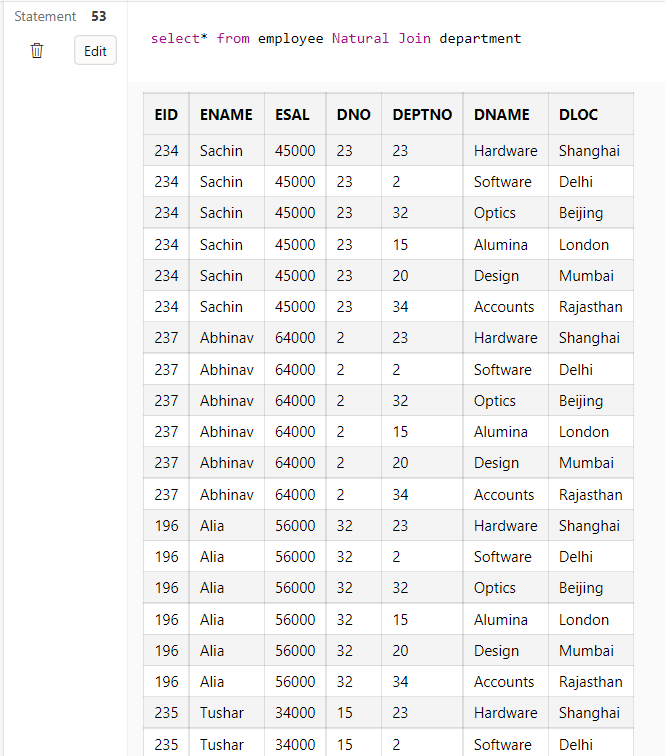 Statement 53
Edit
select* from employee Natural Join department
EID ENAME ESAL DNO DEPTNO DNAME DLOC
234 Sachin 45000 23 23 Hardware Shanghai
234 Sachin 45000 23 2 Software Delhi
234 Sachin 45000 23 32 Optics Beijing
234 Sachin 45000 23 15 Alumina London
234 Sachin 45000 23 20 Design Mumbai
234 Sachin 45000 23 34 Accounts Rajasthan
237 Abhinav 64000 2 23 Hardware Shanghai
237 Abhinav 64000 2 2 Software Delhi
237 Abhinav 64000 2 32 Optics Beijing
237 Abhinav 64000 2 15 Alumina London
237 Abhinav 64000 2 20 Design Mumbai
237 Abhinav 64000 2 34 Accounts Rajasthan
196 Alia 56000 32 23 Hardware Shanghai
196 Alia 56000 32 2 Software Delhi
196 Alia 56000 32 32 Optics Beijing
196 Alia 56000 32 15 Alumina London
196 Alia 56000 32 20 Design Mumbai
196 Alia 56000 32 34 Accounts Rajasthan
235 Tushar 34000 15 23 Hardware Shanghai
235 Tushar 34000 15 2 Software Delhi